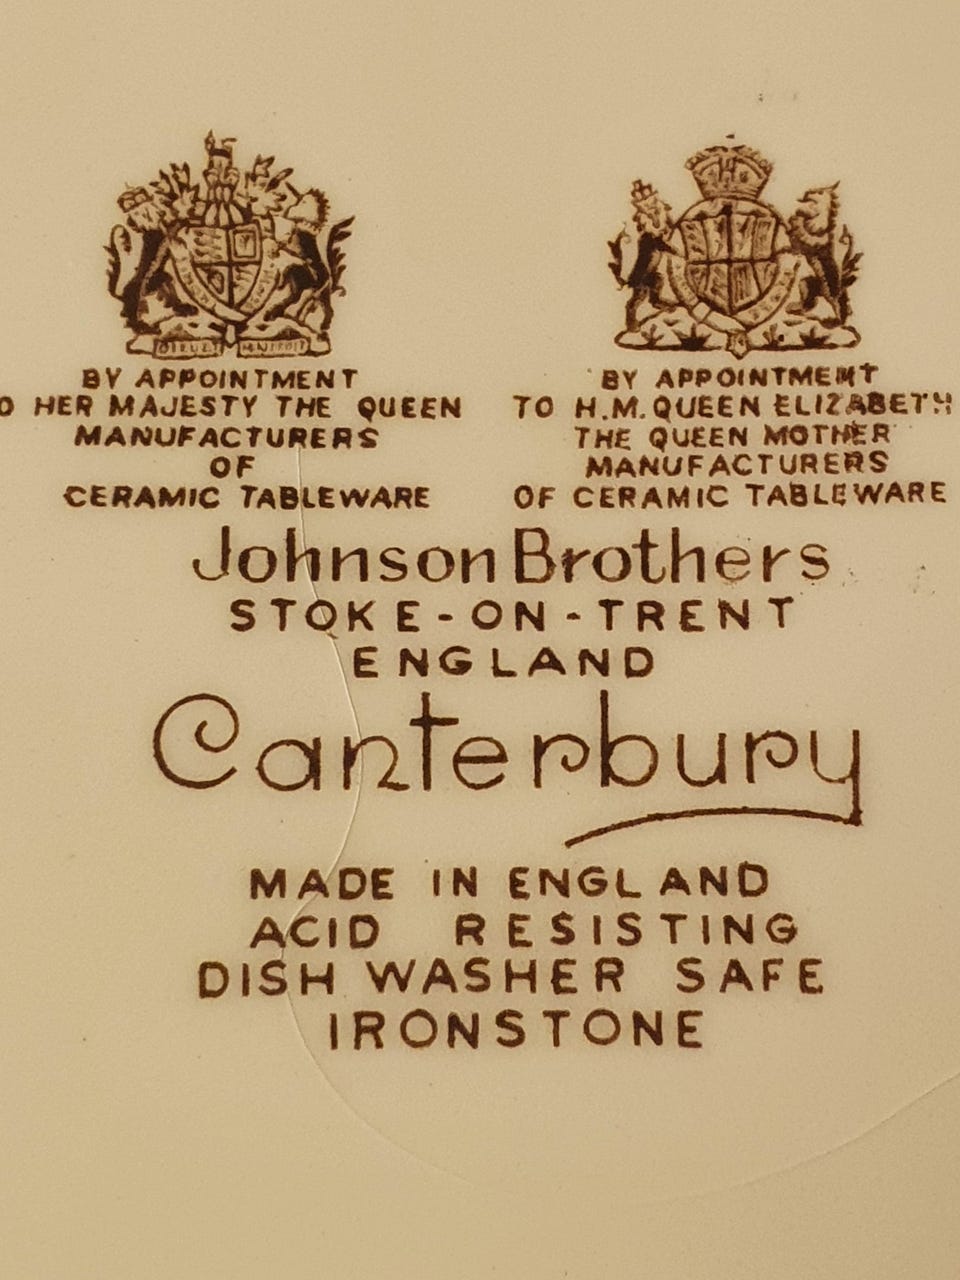 BY APPOINTMENT
O HER MAJESTY THE QUEEN
MANUFACTURERS
OF
CERAMIC TABLEWARE
BY APPOINTMENT
TO H.M. QUEEN ELIZABETH
THE QUEEN MOTHER
MANUFACTURERS
OF CERAMIC TABLEWARE
Johnson Brothers
STOKE-ON-TRENT
ENGLAND
Canterbury
MADE IN ENGLAND
ACID RESISTING
DISH WASHER SAFE
IRONSTONE